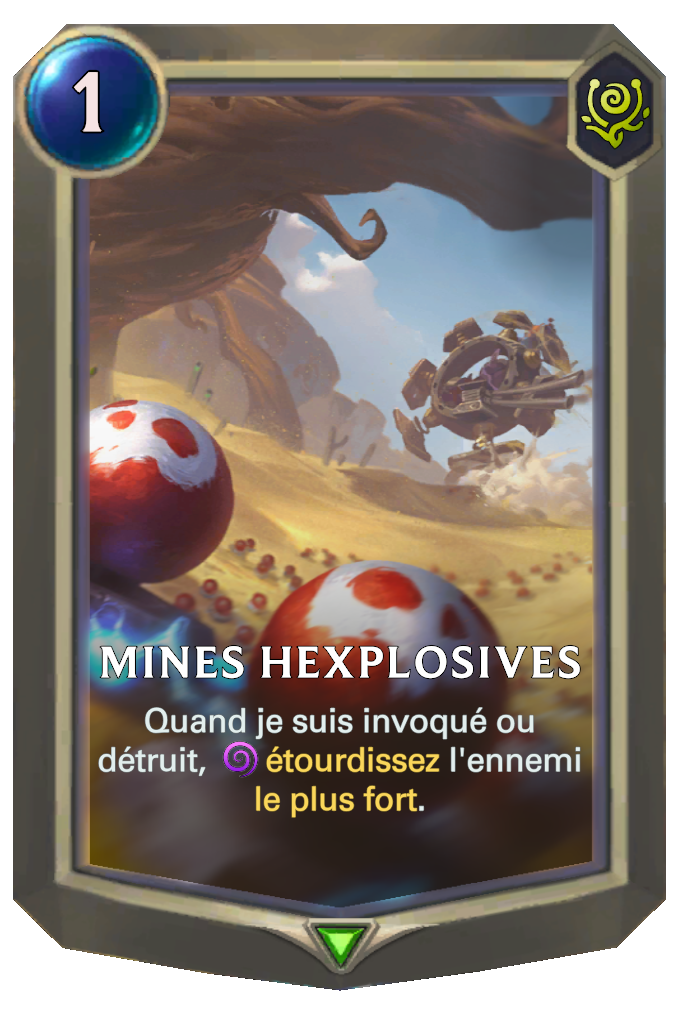 1
MINES HEXPLOSIVES
Quand je suis invoqué ou
détruit, étourdissez l'ennemi
le plus fort.